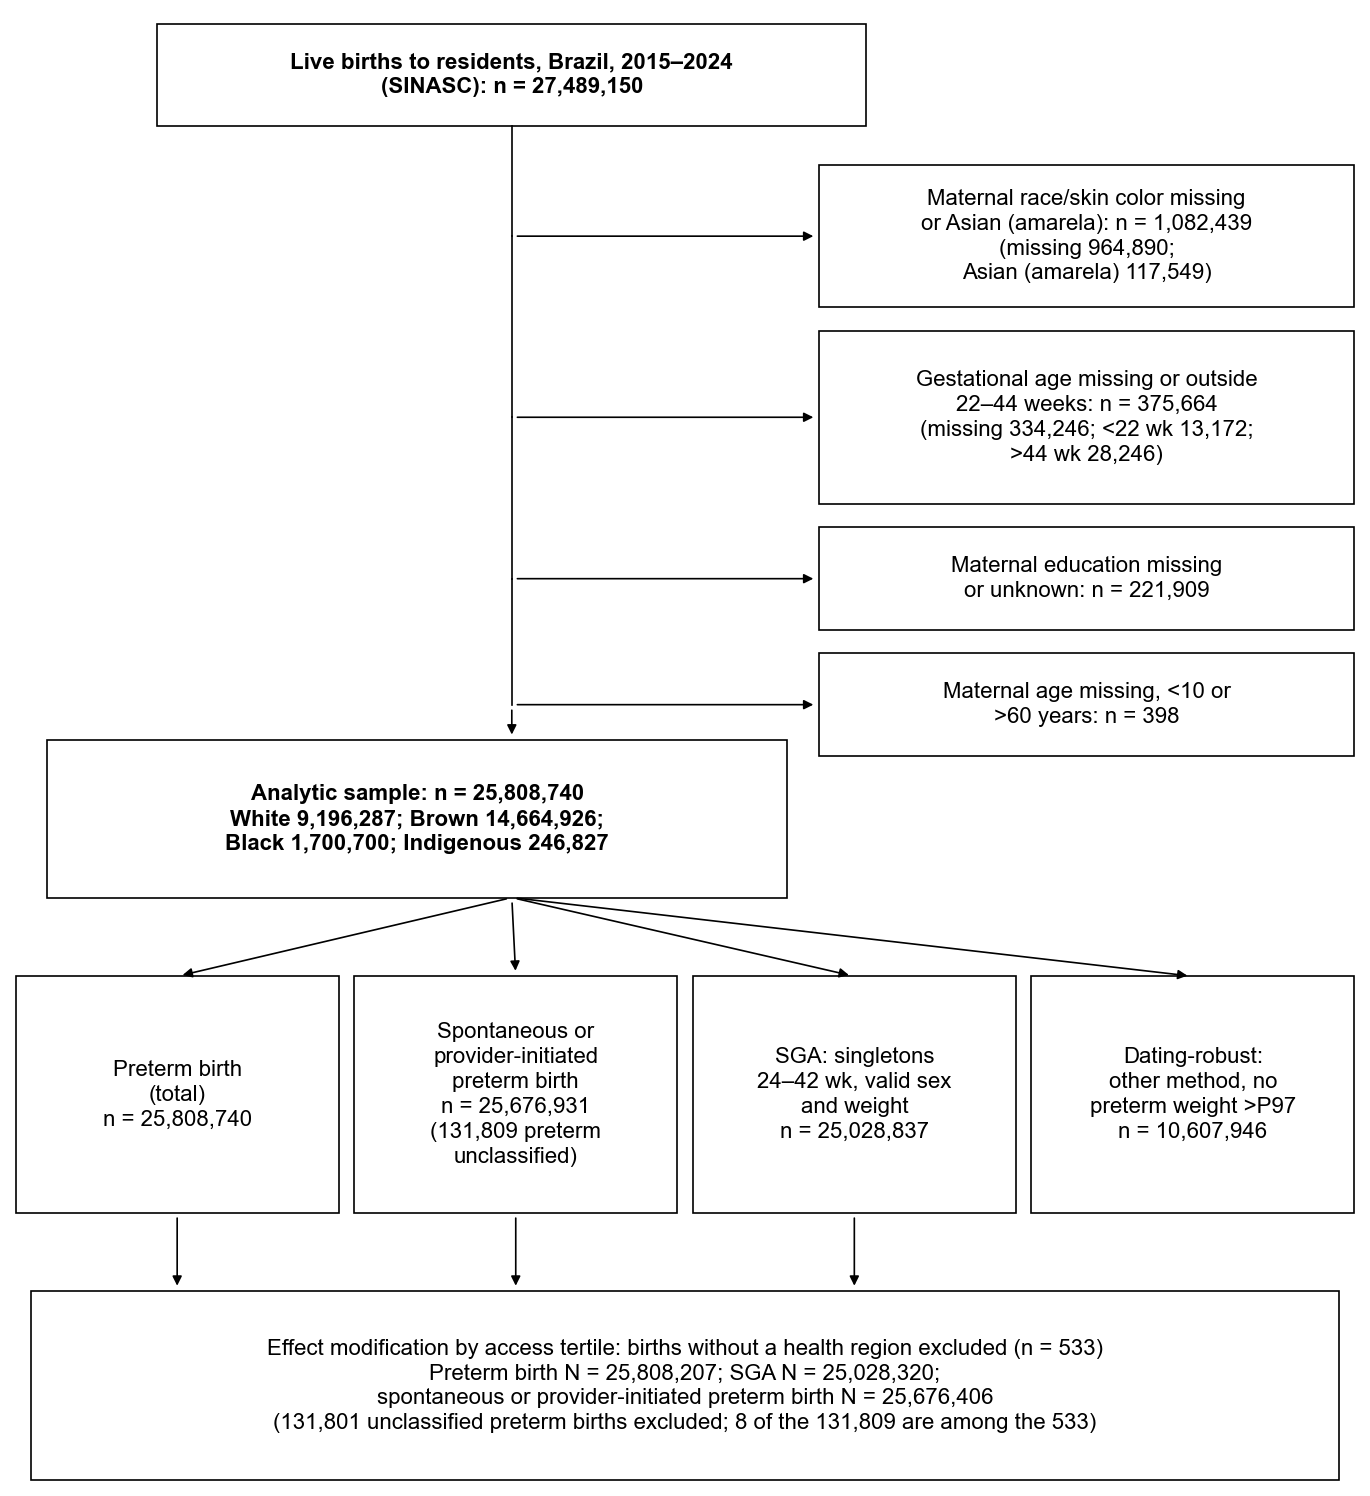 Live births to residents, Brazil, 2015–2024
(SINASC): n = 27,489,150
Maternal race/skin color missing
or Asian (amarela): n = 1,082,439
(missing 964,890;
Asian (amarela) 117,549)
Gestational age missing or outside
22–44 weeks: n = 375,664
(missing 334,246; <22 wk 13,172;
>44 wk 28,246)
Maternal education missing
or unknown: n = 221,909
Maternal age missing, <10 or
>60 years: n = 398
Analytic sample: n = 25,808,740
White 9,196,287; Brown 14,664,926;
Black 1,700,700; Indigenous 246,827
Preterm birth
(total)
n = 25,808,740
Spontaneous or
provider-initiated
preterm birth
n = 25,676,931
(131,809 preterm
unclassified)
SGA: singletons
24–42 wk, valid sex
and weight
n = 25,028,837
Dating-robust:
other method, no
preterm weight >P97
n = 10,607,946
Effect modification by access tertile: births without a health region excluded (n = 533)
Preterm birth N = 25,808,207; SGA N = 25,028,320;
spontaneous or provider-initiated preterm birth N = 25,676,406
(131,801 unclassified preterm births excluded; 8 of the 131,809 are among the 533)